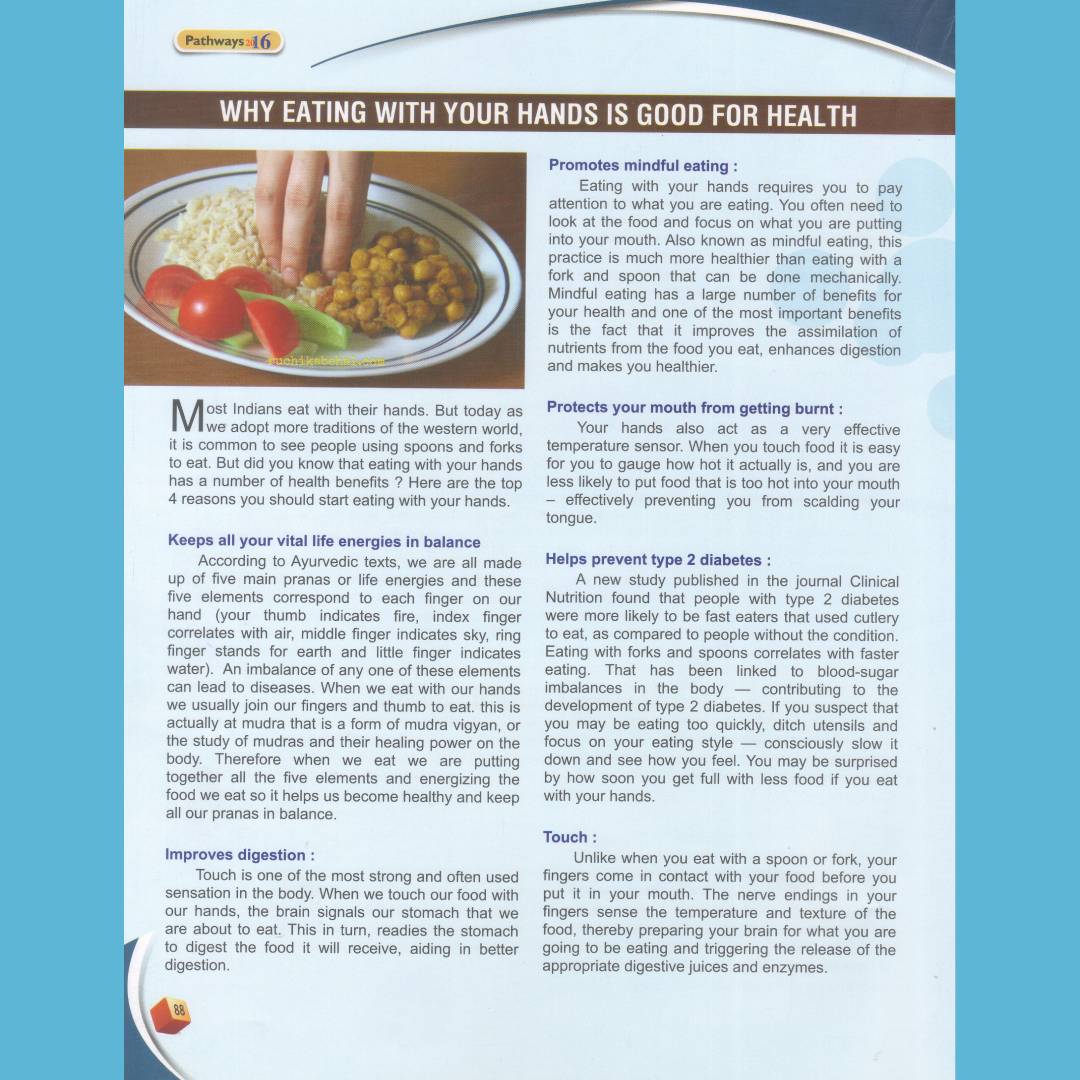 Pathways 2016
WHY EATING WITH YOUR HANDS IS GOOD FOR HEALTH
ruchikabehal.com
Most Indians eat with their hands. But today as
we adopt more traditions of the western world,
it is common to see people using spoons and forks
to eat. But did you know that eating with your hands
has a number of health benefits ? Here are the top
4 reasons you should start eating with your hands.
Keeps all your vital life energies in balance
According to Ayurvedic texts, we are all made
up of five main pranas or life energies and these
five elements correspond to each finger on our
hand (your thumb indicates fire, index finger
correlates with air, middle finger indicates sky, ring
finger stands for earth and little finger indicates
water). An imbalance of any one of these elements
can lead to diseases. When we eat with our hands
we usually join our fingers and thumb to eat. this is
actually at mudra that is a form of mudra vigyan, or
the study of mudras and their healing power on the
body. Therefore when we eat we are putting
together all the five elements and energizing the
food we eat so it helps us become healthy and keep
all our pranas in balance.
Improves digestion :
Touch is one of the most strong and often used
sensation in the body. When we touch our food with
our hands, the brain signals our stomach that we
are about to eat. This in turn, readies the stomach
to digest the food it will receive, aiding in better
digestion.
Promotes mindful eating :
Eating with your hands requires you to pay
attention to what you are eating. You often need to
look at the food and focus on what you are putting
into your mouth. Also known as mindful eating, this
practice is much more healthier than eating with a
fork and spoon that can be done mechanically.
Mindful eating has a large number of benefits for
your health and one of the most important benefits
is the fact that it improves the assimilation of
nutrients from the food you eat, enhances digestion
and makes you healthier.
Protects your mouth from getting burnt :
Your hands also act as a very effective
temperature sensor. When you touch food it is easy
for you to gauge how hot it actually is, and you are
less likely to put food that is too hot into your mouth
– effectively preventing you from scalding your
tongue.
Helps prevent type 2 diabetes :
A new study published in the journal Clinical
Nutrition found that people with type 2 diabetes
were more likely to be fast eaters that used cutlery
to eat, as compared to people without the condition.
Eating with forks and spoons correlates with faster
eating. That has been linked to blood-sugar
imbalances in the body — contributing to the
development of type 2 diabetes. If you suspect that
you may be eating too quickly, ditch utensils and
focus on your eating style — consciously slow it
down and see how you feel. You may be surprised
by how soon you get full with less food if you eat
with your hands.
Touch :
Unlike when you eat with a spoon or fork, your
fingers come in contact with your food before you
put it in your mouth. The nerve endings in your
fingers sense the temperature and texture of the
food, thereby preparing your brain for what you are
going to be eating and triggering the release of the
appropriate digestive juices and enzymes.
88